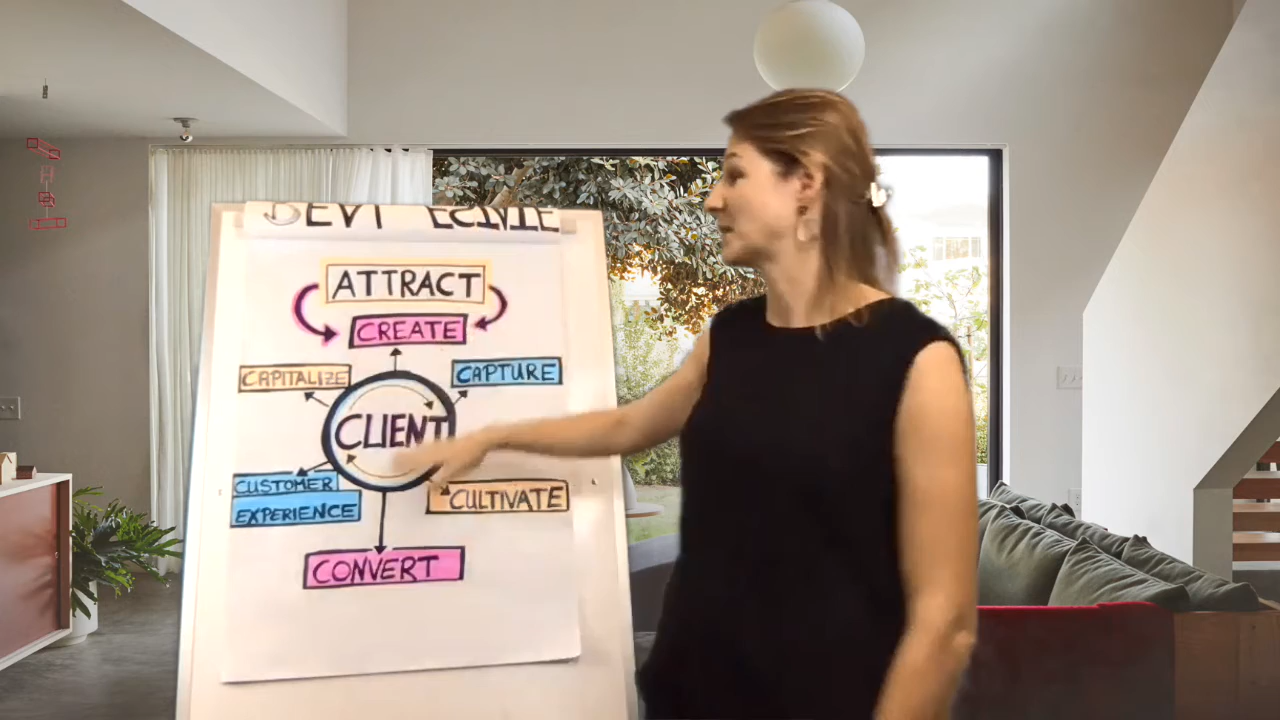 ATTRACT
CREATE
CAPITALIZE
CAPTURE
CLIENT
CUSTOMER
EXPERIENCE
CULTIVATE
CONVERT